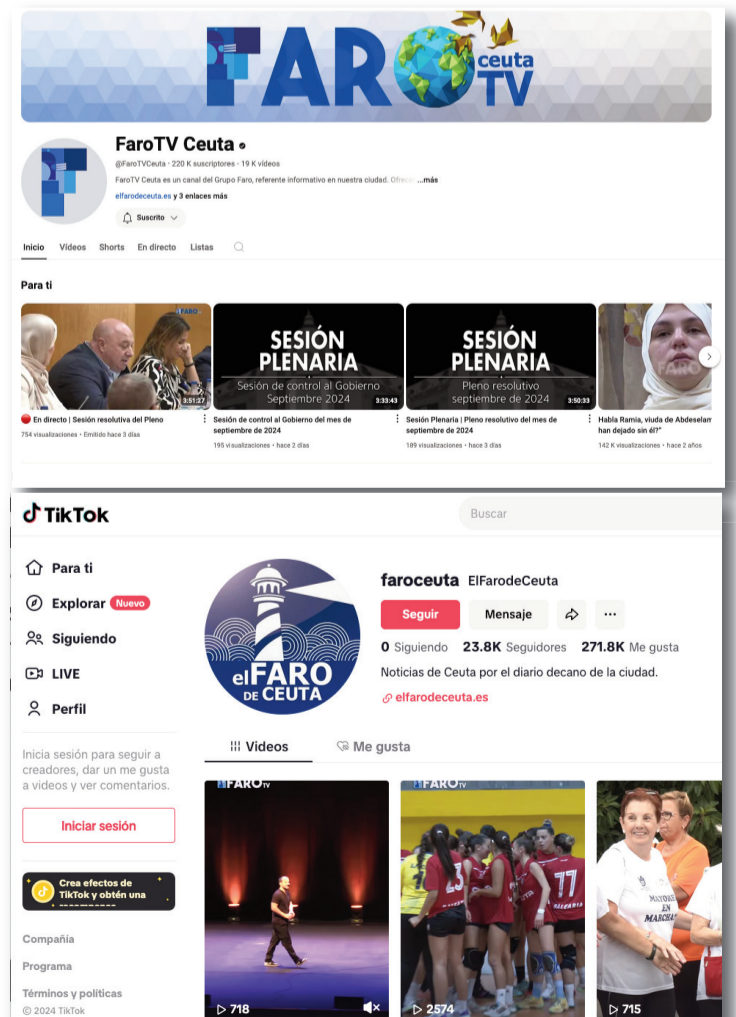 FARO ceuta TV
FaroTV Ceuta
@FaroTVCeuta · 220 K suscriptores · 19 K vídeos
FaroTV Ceuta es un canal del Grupo Faro, referente informativo en nuestra ciudad. Ofrece ...más
elfarodeceuta.es y 3 enlaces más
Suscrito
Inicio Vídeos Shorts En directo Listas
Para ti
FARO
3:51:27
SESIÓN
PLENARIA
Sesión de control al Gobierno
Septiembre 2024
3:33:43
SESIÓN
PLENARIA
Pleno resolutivo
septiembre de 2024
3:50:33
FARO
En directo | Sesión resolutiva del Pleno
754 visualizaciones • Emitido hace 3 días
Sesión de control al Gobierno del mes de
septiembre de 2024
195 visualizaciones • hace 2 días
Sesión Plenaria | Pleno resolutivo del mes de
septiembre de 2024
189 visualizaciones • hace 3 días
Habla Ramia, viuda de Abdeselam
han dejado sin él?"
142 K visualizaciones • hace 2 años
TikTok
Buscar
Para ti
Explorar Nuevo
Siguiendo
LIVE
Perfil
Inicia sesión para seguir a
creadores, dar un me gusta
a videos y ver comentarios.
Iniciar sesión
Crea efectos de
TikTok y obtén una
Compañía
Programa
Términos y políticas
© 2024 TikTok
el FARO
DE CEUTA
faroceuta ElFarodeCeuta
Seguir Mensaje
0 Siguiendo 23.8K Seguidores 271.8K Me gusta
Noticias de Ceuta por el diario decano de la ciudad.
elfarodeceuta.es
Videos Me gusta
FARO TV
718
FARO TV
23
77
2574
MAYORES
EN
MARCHA
715